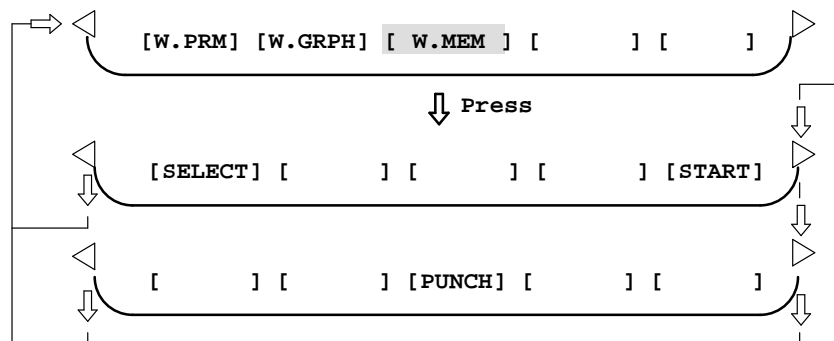 [W.PRM] [W.GRPH] [ W.MEM ] [ ] [ ]
Press
[SELECT] [ ] [ ] [ ] [START]
[ ] [ ] [PUNCH] [ ] [ ]